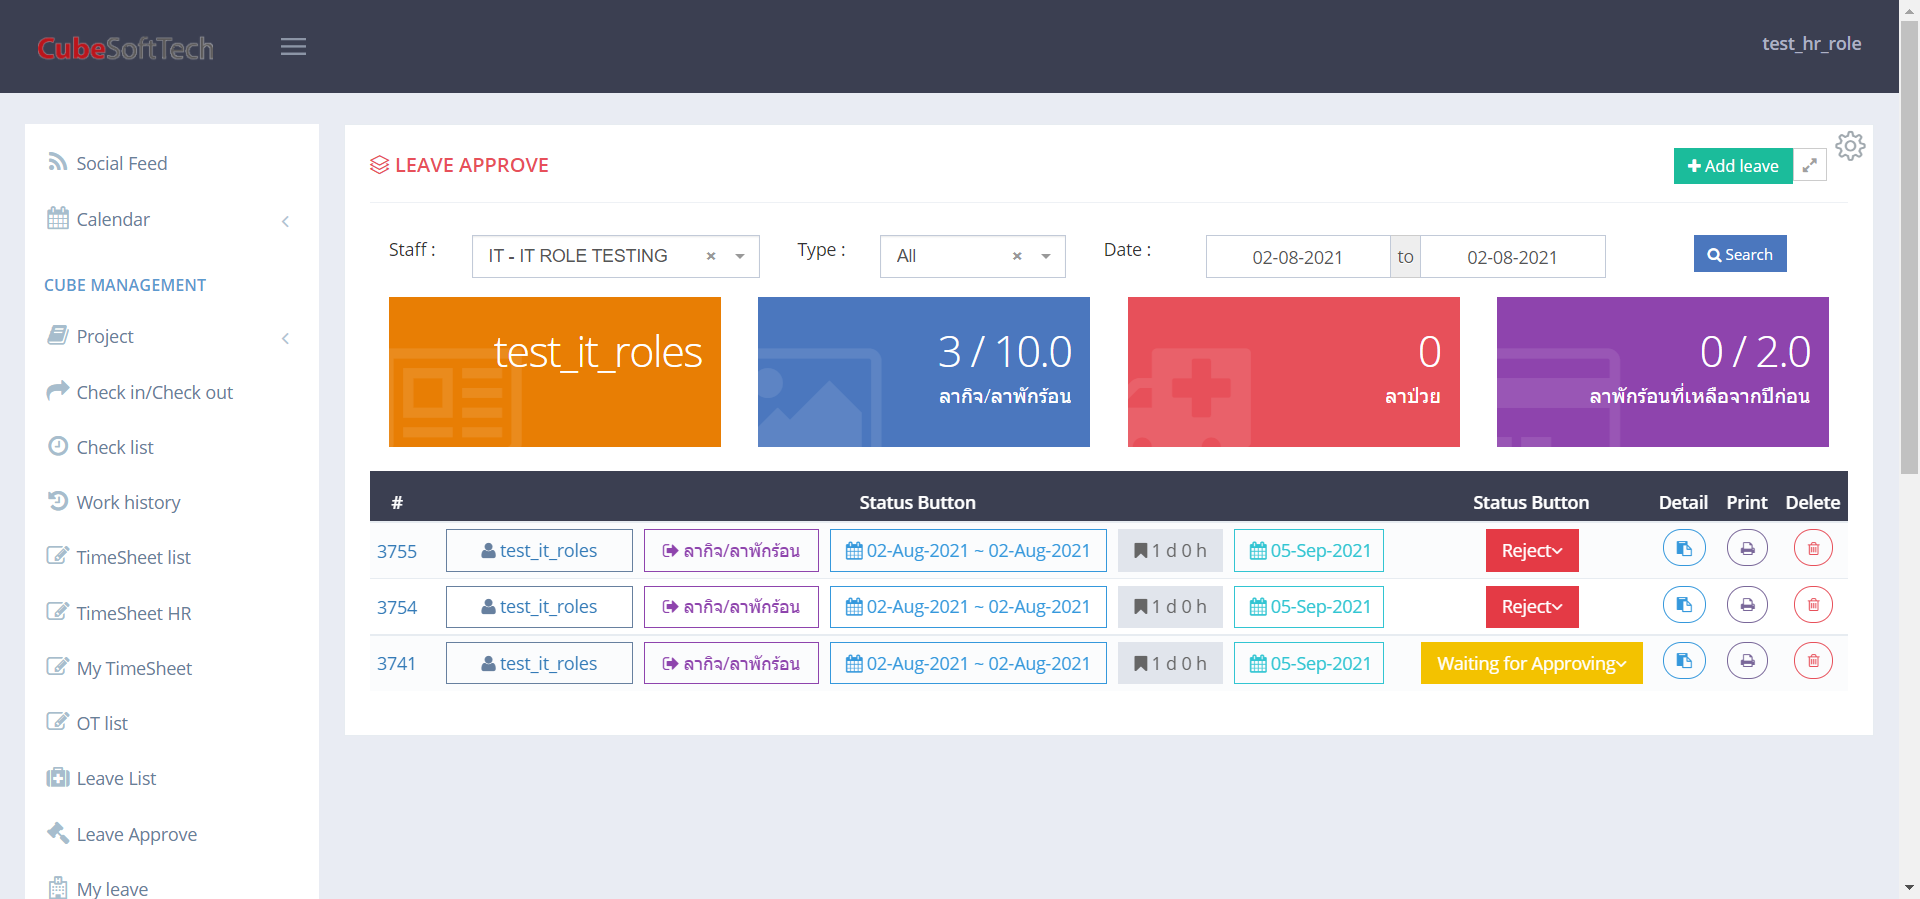 CubeSoftTech
test_hr_role
Social Feed
Calendar
CUBE MANAGEMENT
Project
Check in/Check out
Check list
Work history
TimeSheet list
TimeSheet HR
My TimeSheet
OT list
Leave List
Leave Approve
My leave
LEAVE APPROVE
Add leave
Staff : IT - IT ROLE TESTING × Type : All × Date : 02-08-2021 to 02-08-2021 Search
test_it_roles
3 / 10.0
ลากิจ/ลาพักร้อน
0
ลาป่วย
0 / 2.0
ลาพักร้อนที่เหลือจากปีก่อน
# Status Button Status Button Detail Print Delete
3755 test_it_roles ลากิจ/ลาพักร้อน 02-Aug-2021 ~ 02-Aug-2021 1 d 0 h 05-Sep-2021 Reject
3754 test_it_roles ลากิจ/ลาพักร้อน 02-Aug-2021 ~ 02-Aug-2021 1 d 0 h 05-Sep-2021 Reject
3741 test_it_roles ลากิจ/ลาพักร้อน 02-Aug-2021 ~ 02-Aug-2021 1 d 0 h 05-Sep-2021 Waiting for Approving